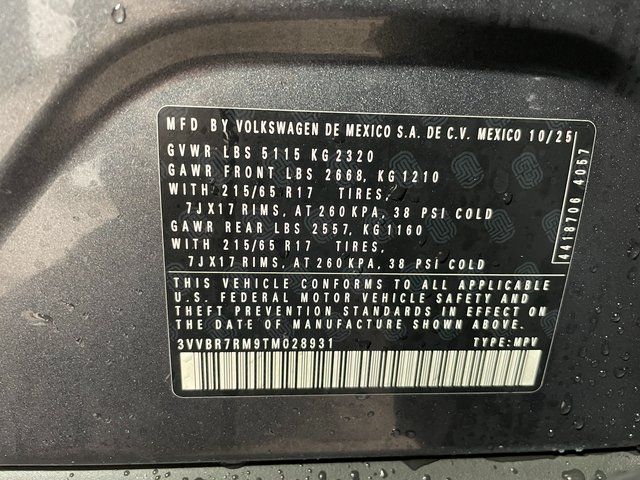 MFD BY VOLKSWAGEN DE MEXICO S.A. DE C.V. MEXICO 10/25
GVWR LBS 5115 KG 2320
GAWR FRONT LBS 2668, KG 1210
WITH 215/65 R17 TIRES,
7JX17 RIMS, AT 260 KPA, 38 PSI COLD
GAWR REAR LBS 2557, KG 1160
WITH 215/65 R17 TIRES,
7JX17 RIMS, AT 260 KPA, 38 PSI COLD
THIS VEHICLE CONFORMS TO ALL APPLICABLE
U.S. FEDERAL MOTOR VEHICLE SAFETY AND
THEFT PREVENTION STANDARDS IN EFFECT ON
THE DATE OF MANUFACTURE SHOWN ABOVE.
3VVBR7RM9TM028931 TYPE: MPV
4418706 4057